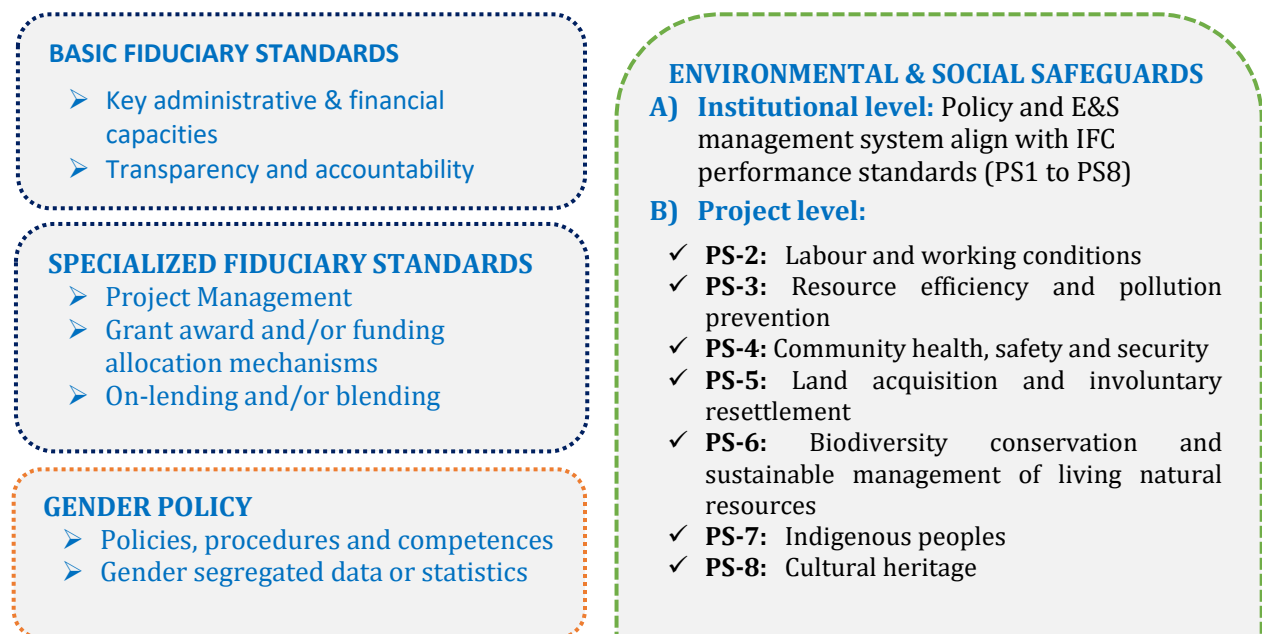 BASIC FIDUCIARY STANDARDS
➢ Key administrative & financial
capacities
➢ Transparency and accountability
SPECIALIZED FIDUCIARY STANDARDS
➢ Project Management
➢ Grant award and/or funding
allocation mechanisms
➢ On-lending and/or blending
GENDER POLICY
➢ Policies, procedures and competences
➢ Gender segregated data or statistics
ENVIRONMENTAL & SOCIAL SAFEGUARDS
A) Institutional level: Policy and E&S
management system align with IFC
performance standards (PS1 to PS8)
B) Project level:
✓ PS-2: Labour and working conditions
✓ PS-3: Resource efficiency and pollution
prevention
✓ PS-4: Community health, safety and security
✓ PS-5: Land acquisition and involuntary
resettlement
✓ PS-6: Biodiversity conservation and
sustainable management of living natural
resources
✓ PS-7: Indigenous peoples
✓ PS-8: Cultural heritage